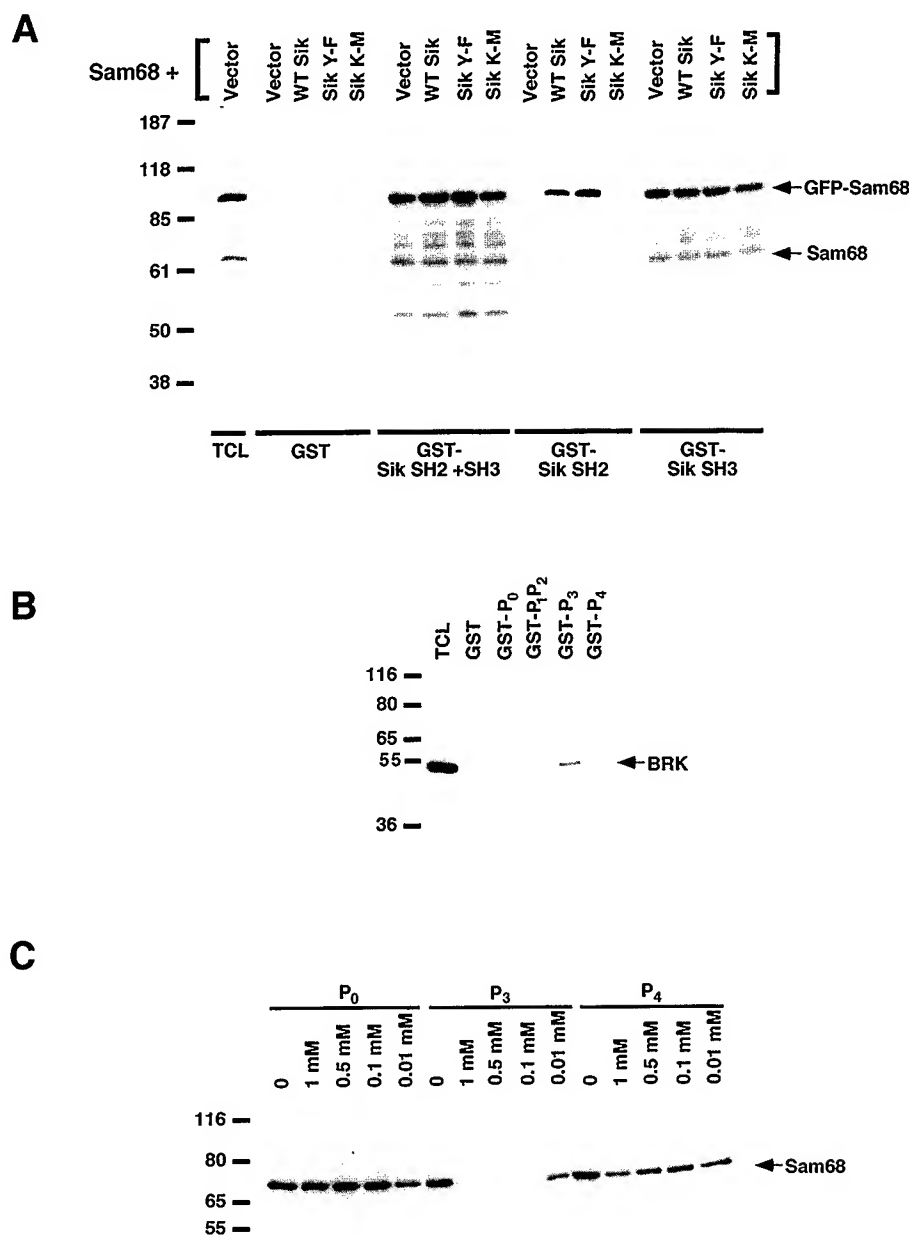 A
Sam68 + [ Vector Vector WT Sik Sik Y-F Sik K-M Vector WT Sik Sik Y-F Sik K-M Vector WT Sik Sik Y-F Sik K-M Vector WT Sik Sik Y-F Sik K-M ]
187
118
GFP-Sam68
85
Sam68
61
50
38
TCL GST GST- GST- GST-
Sik SH2 +SH3 Sik SH2 Sik SH3
B
TCL GST GST-P0 GST-P1P2 GST-P3 GST-P4
116
80
65
55
BRK
36
C
P0 P3 P4
0 1 mM 0.5 mM 0.1 mM 0.01 mM 0 1 mM 0.5 mM 0.1 mM 0.01 mM 0 1 mM 0.5 mM 0.1 mM 0.01 mM
116
80
Sam68
65
55